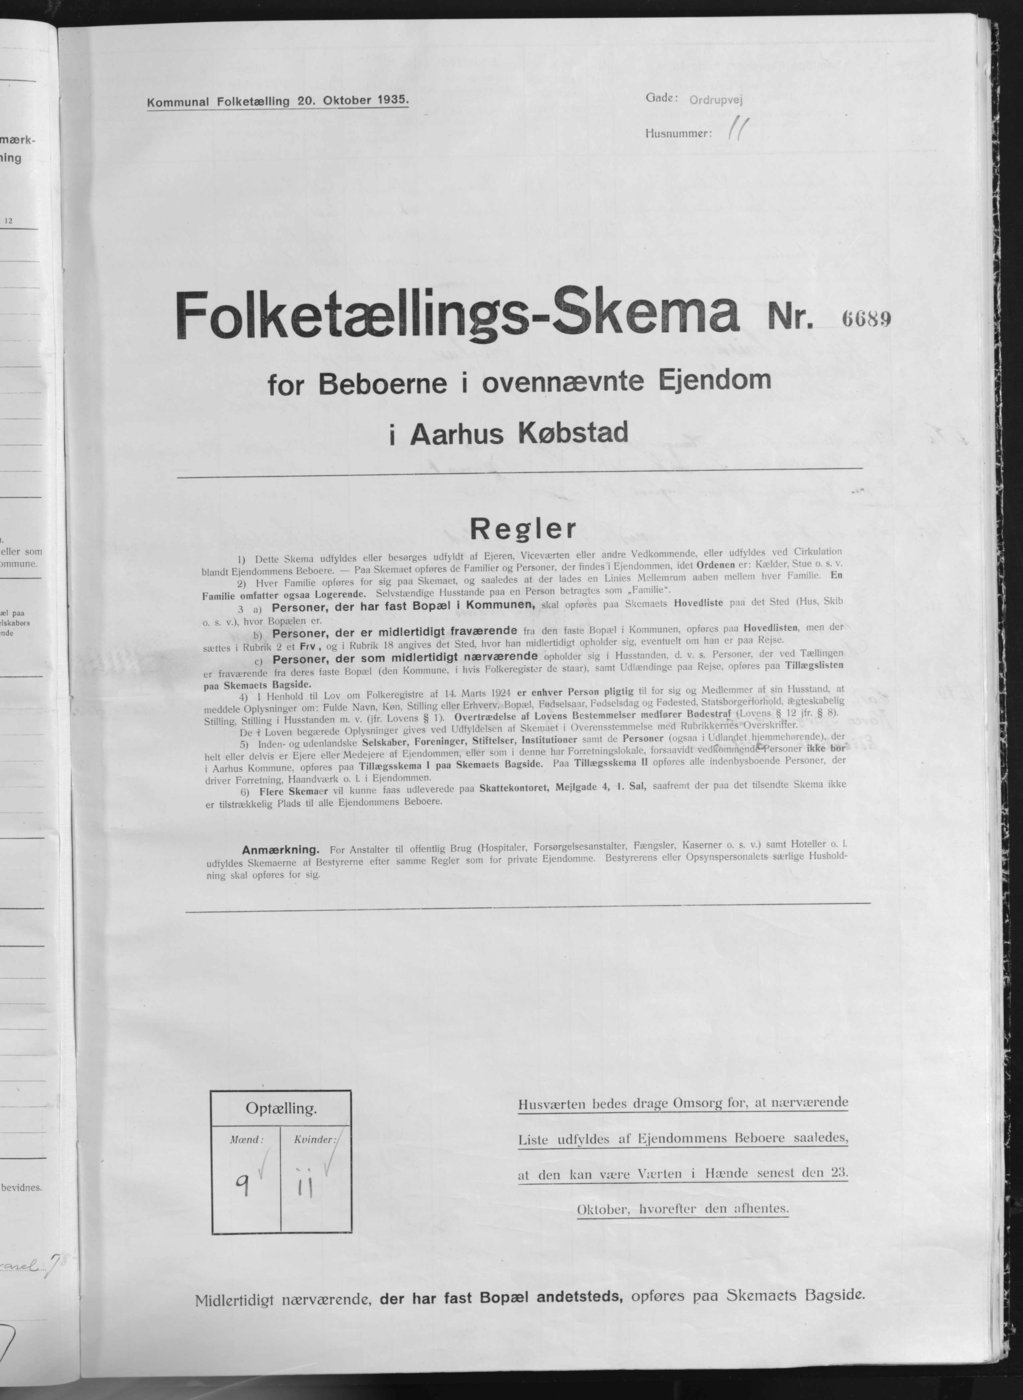 Kommunal Folketælling 20. Oktober 1935.
Gade: Ordrupvej
Husnummer: 11
Folketællings-Skema Nr. 6689
for Beboerne i ovennævnte Ejendom
i Aarhus Købstad
Regler
1) Dette Skema udfyldes eller besørges udfyldt af Ejeren, Viceværten eller andre Vedkommende, eller udfyldes ved Cirkulation
blandt Ejendommens Beboere. — Paa Skemaet opføres de Familier og Personer, der findes i Ejendommen, idet Ordenen er: Kælder, Stue o. s. v.
2) Hver Familie opføres for sig paa Skemaet, og saaledes at der lades en Linies Mellemrum aaben mellem hver Familie. En
Familie omfatter ogsaa Logerende. Selvstændige Husstande paa en Person betragtes som „Familie“.
3 a) Personer, der har fast Bopæl i Kommunen, skal opføres paa Skemaets Hovedliste paa det Sted (Hus, Skib
o. s. v.), hvor Bopælen er.
b) Personer, der er midlertidigt fraværende fra den faste Bopæl i Kommunen, opføres paa Hovedlisten, men der
sættes i Rubrik 2 et Frv., og i Rubrik 18 angives det Sted, hvor han midlertidigt opholder sig, eventuelt om han er paa Rejse.
c) Personer, der som midlertidigt nærværende opholder sig i Husstanden, d. v. s. Personer, der ved Tællingen
er fraværende fra deres faste Bopæl (den Kommune, i hvis Folkeregister de staar), samt Udlændinge paa Rejse, opføres paa Tillægslisten
paa Skemaets Bagside.
4) I Henhold til Lov om Folkeregistre af 14. Marts 1924 er enhver Person pligtig til for sig og Medlemmer af sin Husstand, at
meddele Oplysninger om: Fulde Navn, Køn, Stilling eller Erhverv, Bopæl, Fødselsaar, Fødselsdag og Fødested, Statsborgerforhold, ægteskabelig
Stilling, Stilling i Husstanden m. v. (jfr. Lovens § 1). Overtrædelse af Lovens Bestemmelser medfører Bødestraf (Lovens § 12 jfr. § 8).
De i Loven begærede Oplysninger gives ved Udfyldelsen af Skemaet i Overensstemmelse med Rubrikkernes Overskrifter.
5) Inden- og udenlandske Selskaber, Foreninger, Stiftelser, Institutioner samt de Personer (ogsaa i Udlandet hjemmehørende), der
helt eller delvis er Ejere eller Medejere af Ejendommen, eller som i denne har Forretningslokale, forsaavidt vedkommende Personer ikke bor
i Aarhus Kommune, opføres paa Tillægsskema I paa Skemaets Bagside. Paa Tillægsskema II opføres alle indenbysboende Personer, der
driver Forretning, Haandværk o. l. i Ejendommen.
6) Flere Skemaer vil kunne faas udleverede paa Skattekontoret, Mejlgade 4, 1. Sal, saafremt der paa det tilsendte Skema ikke
er tilstrækkelig Plads til alle Ejendommens Beboere.
Anmærkning. For Anstalter til offentlig Brug (Hospitaler, Forsørgelsesanstalter, Fængsler, Kaserner o. s. v.) samt Hoteller o. l.
udfyldes Skemaerne af Bestyrerne efter samme Regler som for private Ejendomme. Bestyrerens eller Opsynspersonalets særlige Hushold-
ning skal opføres for sig.
Optælling.
Mænd: Kvinder:
9 11
Husværten bedes drage Omsorg for, at nærværende
Liste udfyldes af Ejendommens Beboere saaledes,
at den kan være Værten i Hænde senest den 23.
Oktober, hvorefter den afhentes.
Midlertidigt nærværende, der har fast Bopæl andetsteds, opføres paa Skemaets Bagside.
mærk-
ning
12
eller som
ommune.
æl paa
elskabers
nde
bevidnes.